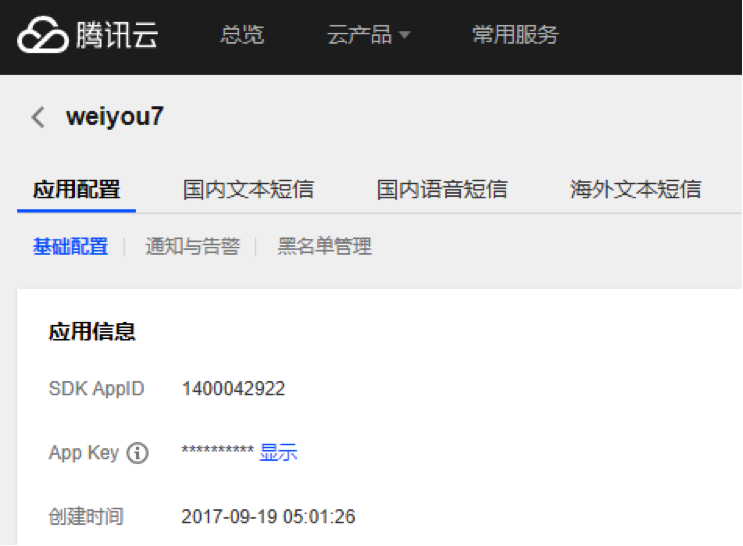 腾讯云 总览 云产品 常用服务
weiyou7
应用配置 国内文本短信 国内语音短信 海外文本短信
基础配置 通知与告警 黑名单管理
应用信息
SDK AppID 1400042922
App Key ********** 显示
创建时间 2017-09-19 05:01:26